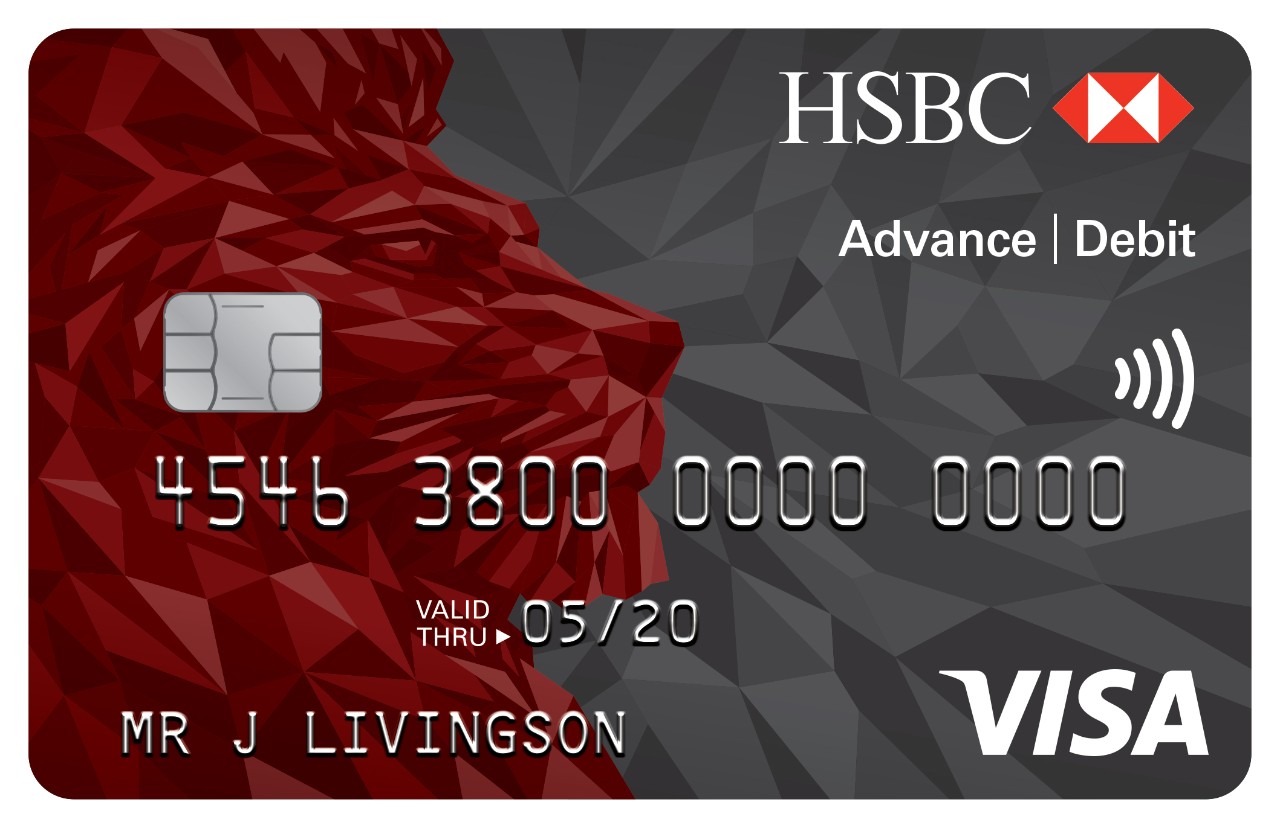 HSBC
Advance | Debit
4546 3800 0000 0000
VALID
THRU ▶ 05/20
MR J LIVINGSON
VISA